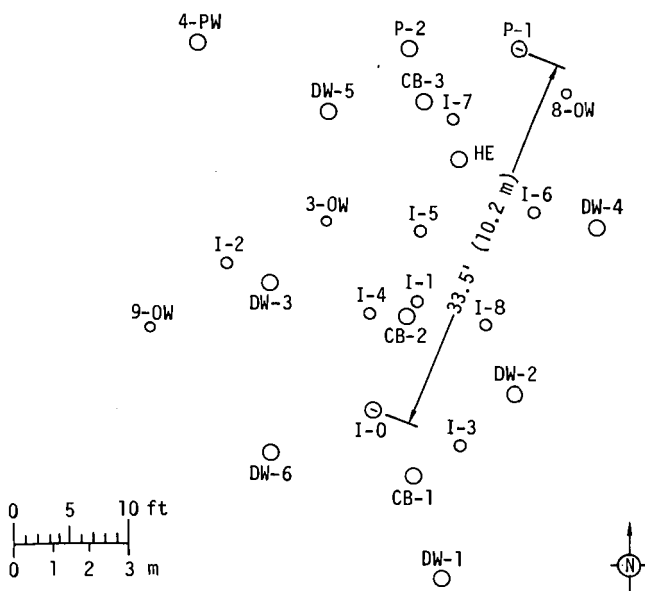 4-PW
P-2
P-1
CB-3
DW-5
I-7
8-OW
HE
3-OW
I-6
I-5
DW-4
I-2
33.5' (10.2 m)
I-1
DW-3
I-4
I-8
9-OW
CB-2
DW-2
I-0
I-3
DW-6
CB-1
0 5 10 ft
0 1 2 3 m
N
DW-1